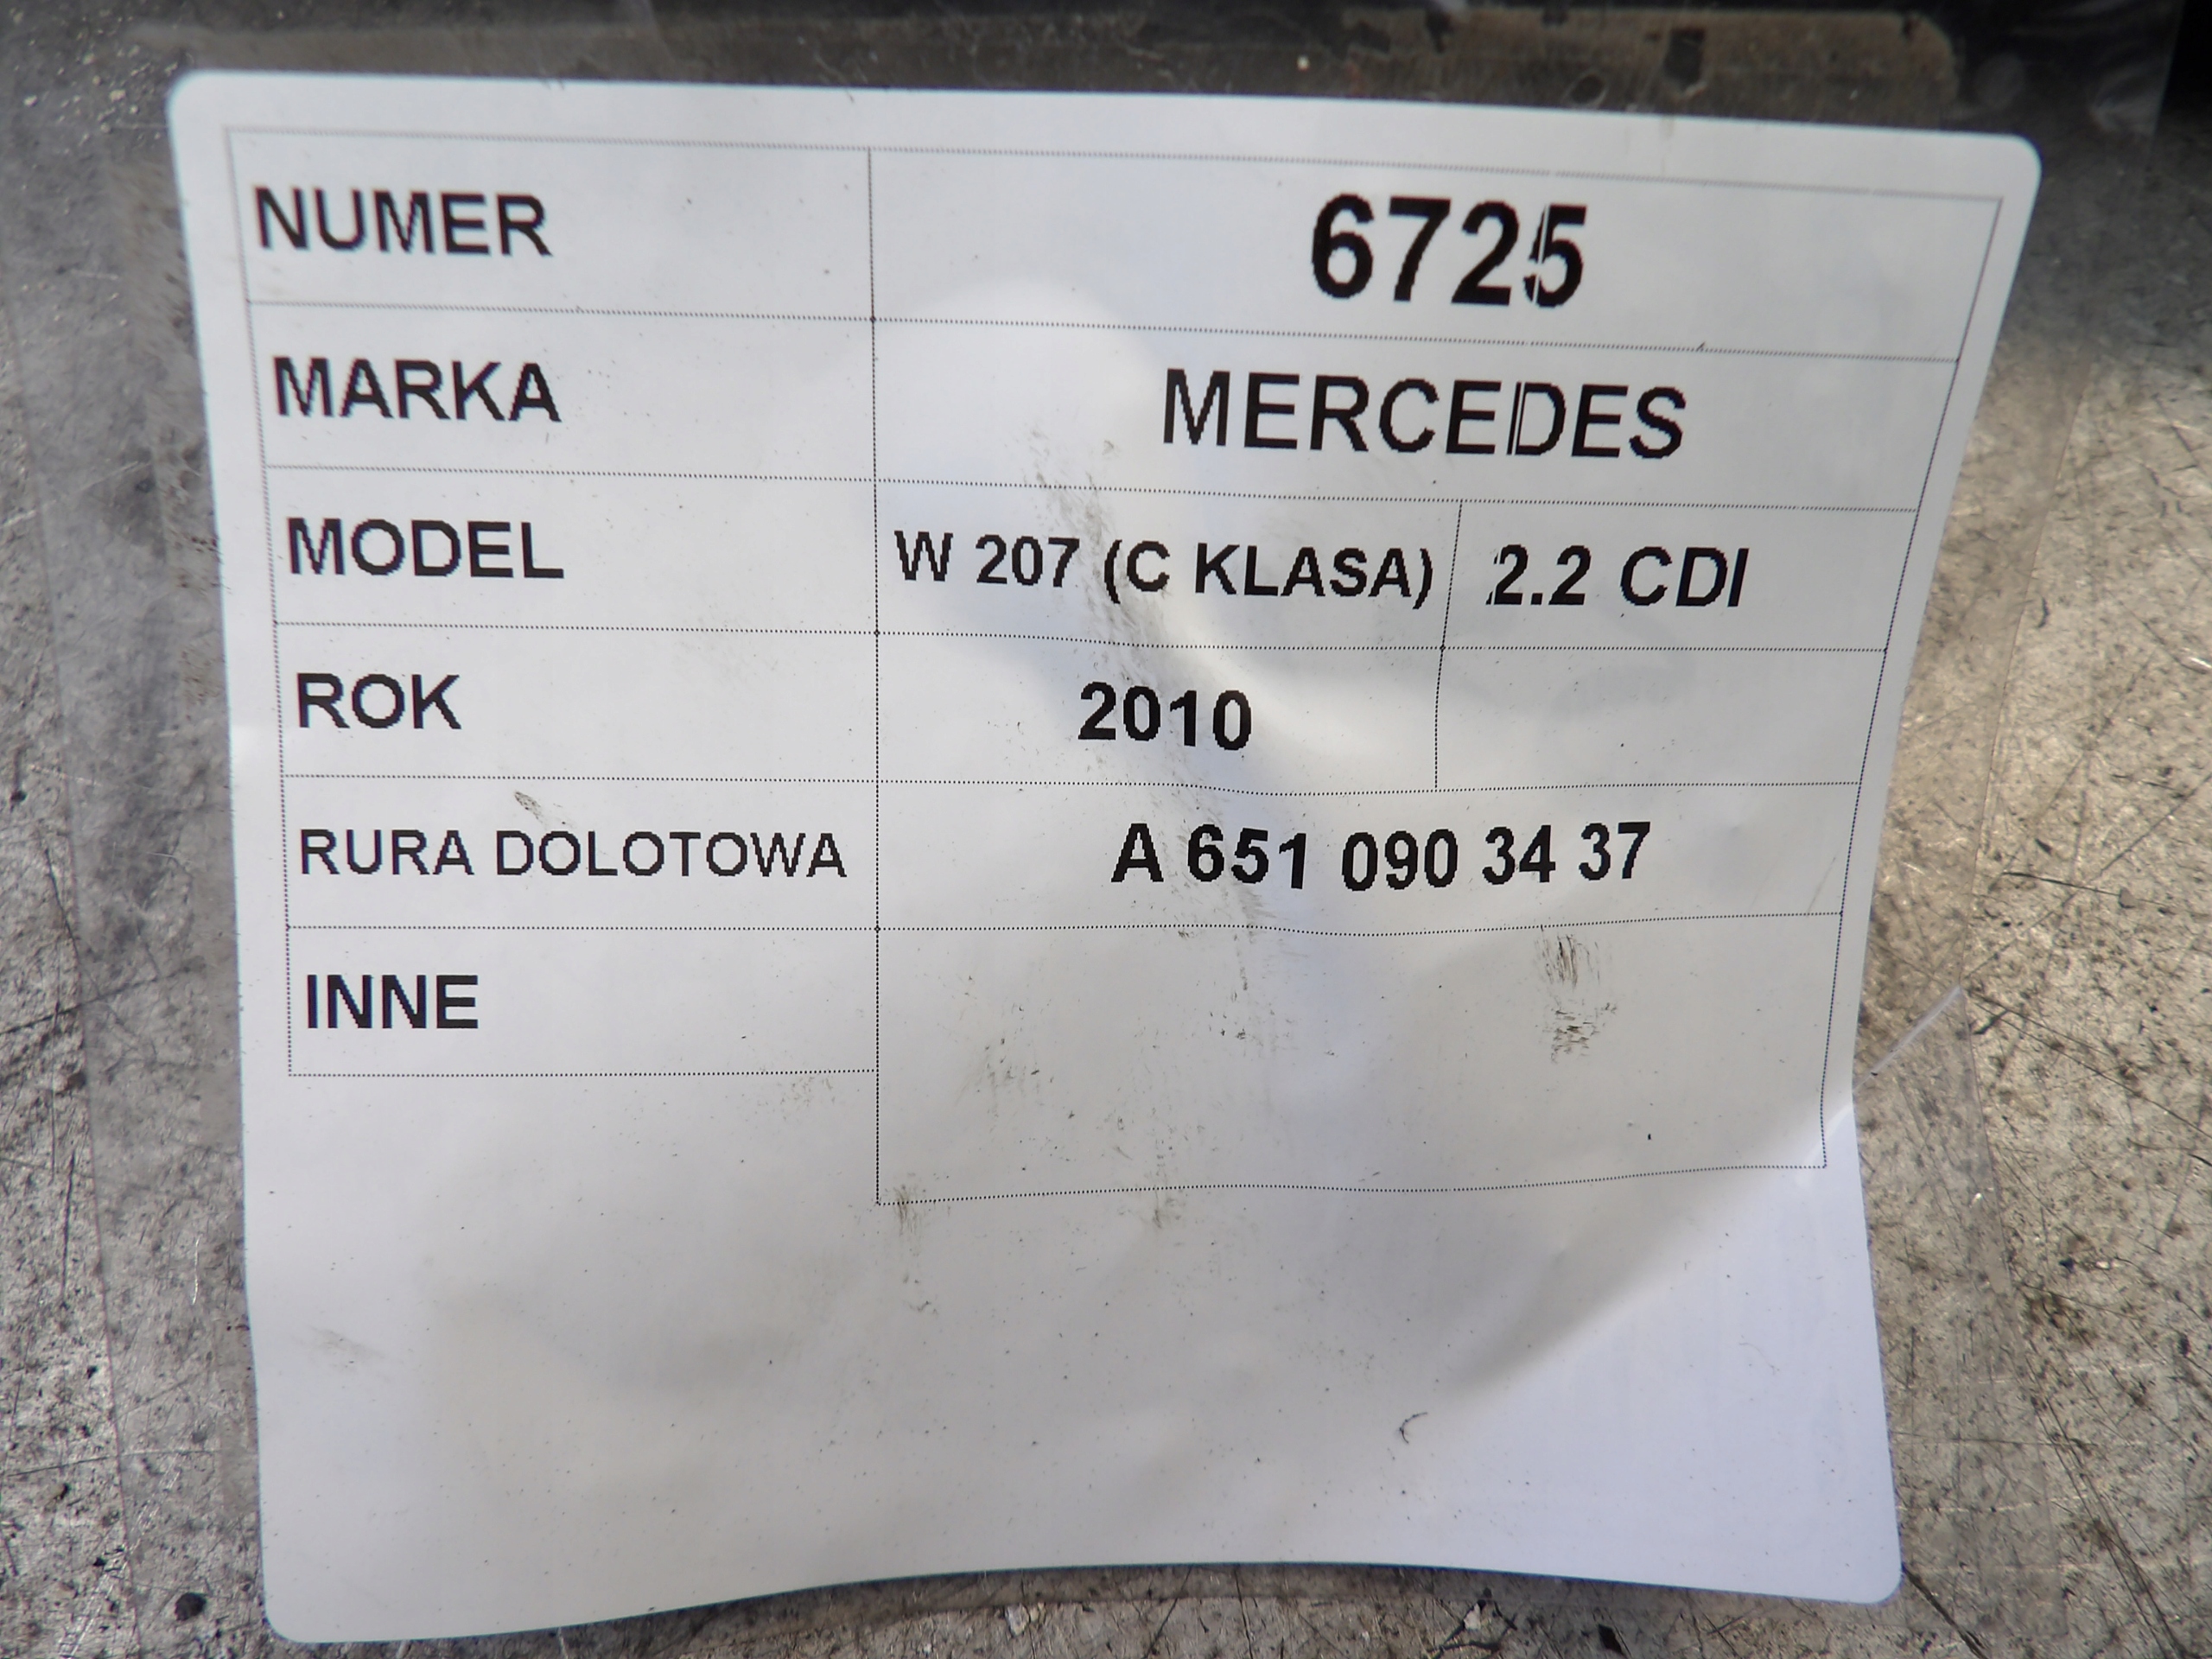 NUMER 6725
MARKA MERCEDES
MODEL W 207 (C KLASA) 2.2 CDI
ROK 2010
RURA DOLOTOWA A 651 090 34 37
INNE